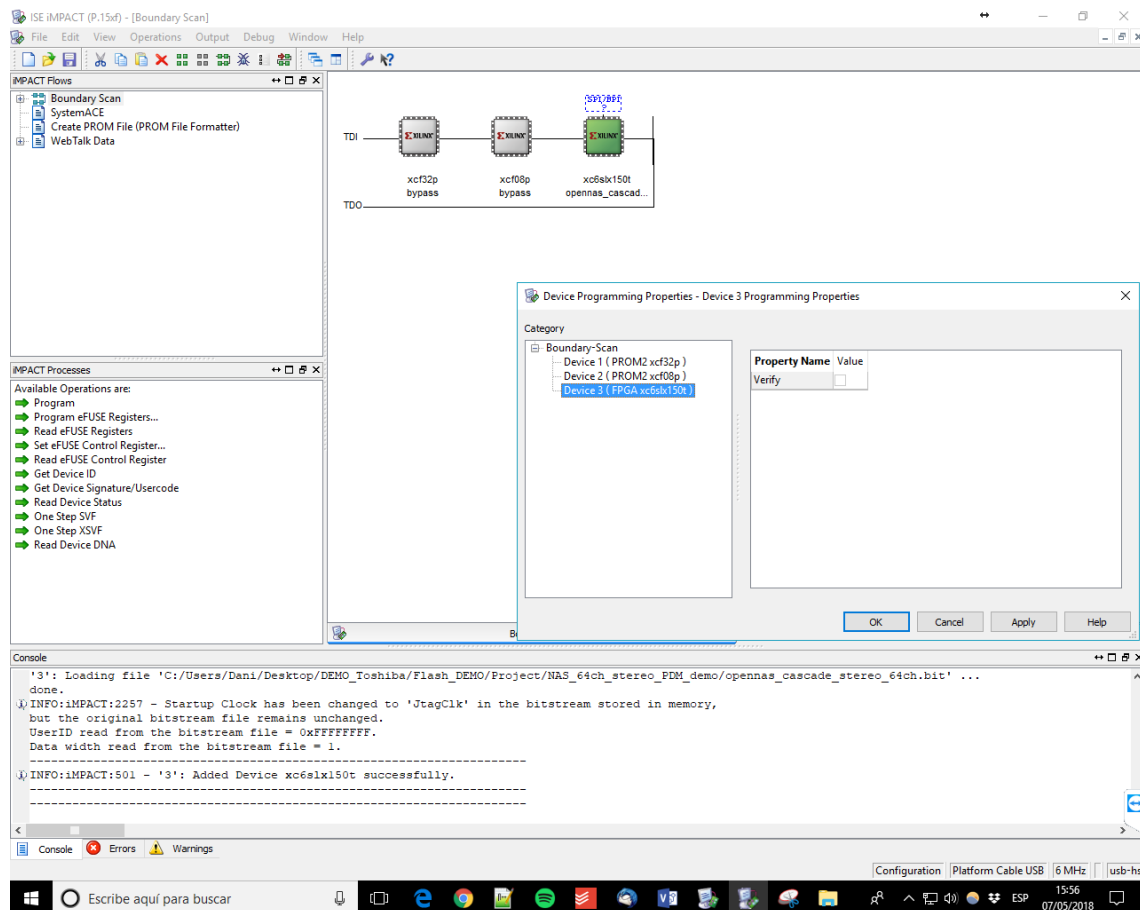 ISE iMPACT (P.15xf) - [Boundary Scan]
File Edit View Operations Output Debug Window Help
iMPACT Flows
Boundary Scan
SystemACE
Create PROM File (PROM File Formatter)
WebTalk Data
SPI/BPI
?
TDI
XILINX XILINX XILINX
xcf32p xcf08p xc6slx150t
bypass bypass opennas_cascad...
TDO
iMPACT Processes
Available Operations are:
Program
Program eFUSE Registers...
Read eFUSE Registers
Set eFUSE Control Register...
Read eFUSE Control Register
Get Device ID
Get Device Signature/Usercode
Read Device Status
One Step SVF
One Step XSVF
Read Device DNA
Device Programming Properties - Device 3 Programming Properties
Category
Boundary-Scan
Device 1 ( PROM2 xcf32p )
Device 2 ( PROM2 xcf08p )
Device 3 ( FPGA xc6slx150t )
Property Name Value
Verify
OK Cancel Apply Help
Console
'3': Loading file 'C:/Users/Dani/Desktop/DEMO_Toshiba/Flash_DEMO/Project/NAS_64ch_stereo_PDM_demo/opennas_cascade_stereo_64ch.bit' ...
done.
INFO:iMPACT:2257 - Startup Clock has been changed to 'JtagClk' in the bitstream stored in memory,
but the original bitstream file remains unchanged.
UserID read from the bitstream file = 0xFFFFFFFF.
Data width read from the bitstream file = 1.
----------------------------------------------------------------------
INFO:iMPACT:501 - '3': Added Device xc6slx150t successfully.
----------------------------------------------------------------------
----------------------------------------------------------------------
Console Errors Warnings
Configuration Platform Cable USB 6 MHz usb-hs
Escribe aquí para buscar
ESP
15:56
07/05/2018